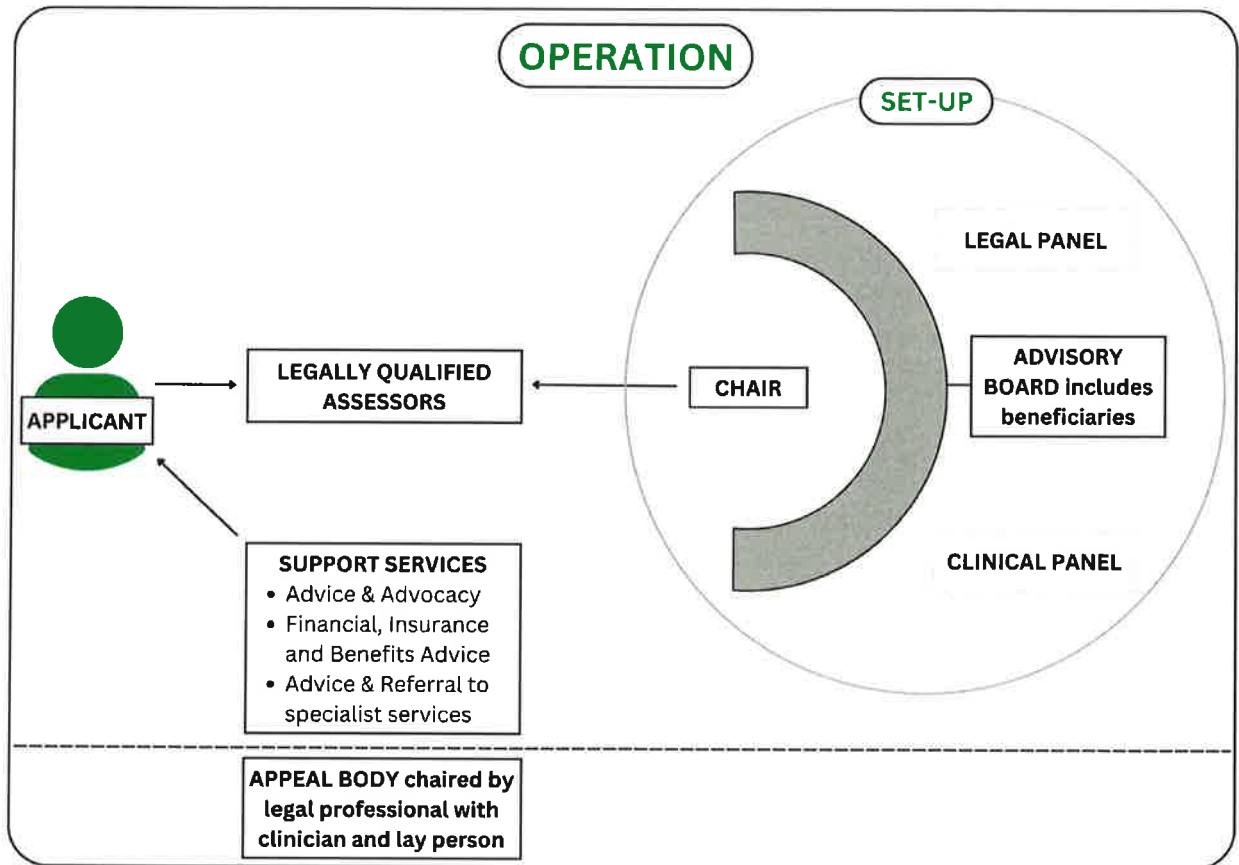 OPERATION
SET-UP
LEGAL PANEL
APPLICANT
LEGALLY QUALIFIED
ASSESSORS
CHAIR
ADVISORY
BOARD includes
beneficiaries
CLINICAL PANEL
SUPPORT SERVICES
• Advice & Advocacy
• Financial, Insurance
and Benefits Advice
• Advice & Referral to
specialist services
APPEAL BODY chaired by
legal professional with
clinician and lay person